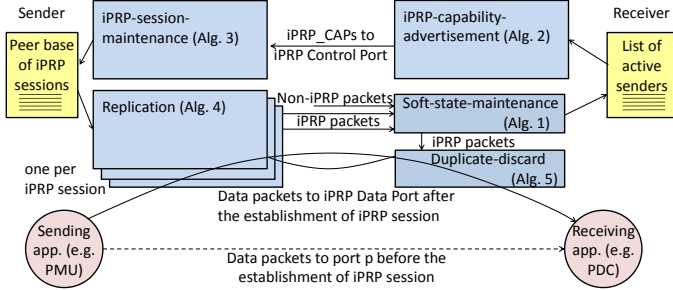 Sender
Receiver
Peer base
of iPRP
sessions
iPRP-session-
maintenance (Alg. 3)
iPRP_CAPs to
iPRP Control Port
iPRP-capability-
advertisement (Alg. 2)
List of
active
senders
Replication (Alg. 4)
Non-iPRP packets
iPRP packets
Soft-state-maintenance
(Alg. 1)
iPRP packets
Duplicate-discard
(Alg. 5)
one per
iPRP session
Data packets to iPRP Data Port after
the establishment of iPRP session
Sending
app. (e.g.
PMU)
Data packets to port p before the
establishment of iPRP session
Receiving
app. (e.g.
PDC)